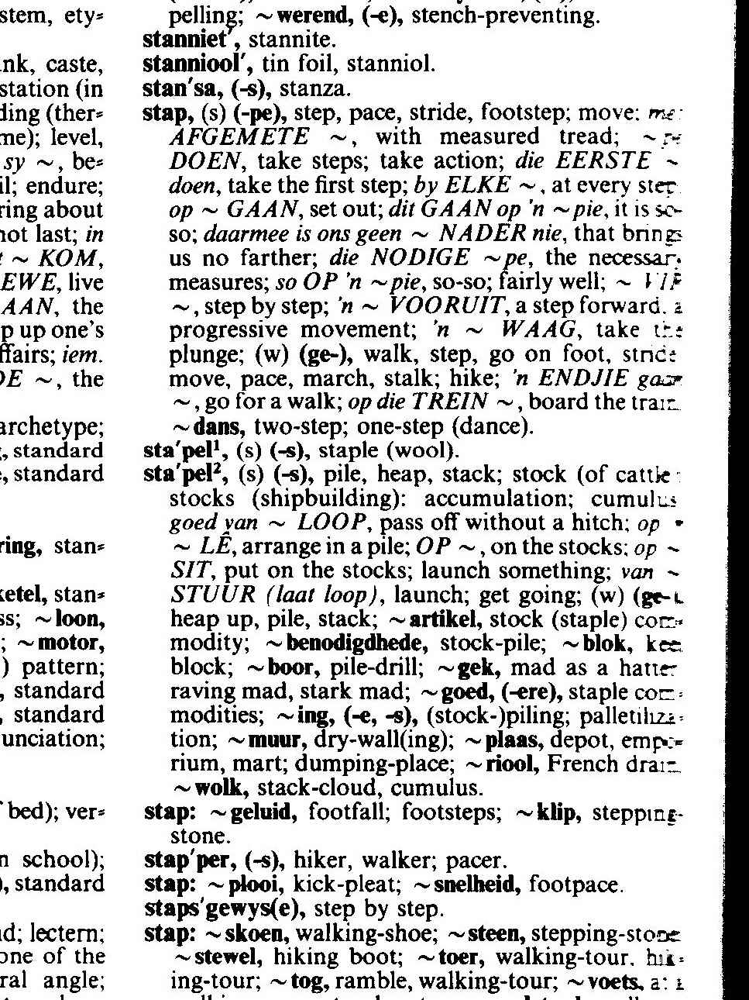 stem, ety-
nk, caste,
station (in
ding (ther-
me); level,
sy ~, be-
il; endure;
ring about
not last; in
~ KOM,
EWE, live
AAN, the
p up one's
ffairs; iem.
DE ~, the
archetype;
, standard
, standard
ring, stan-
ketel, stan-
ss; ~loon,
; ~motor,
) pattern;
, standard
, standard
unciation;
bed); ver-
n school);
), standard
d; lectern;
one of the
ral angle;
pelling; ~werend, (-e), stench-preventing.
stanniet', stannite.
stanniool', tin foil, stanniol.
stan'sa, (-s), stanza.
stap, (s) (-pe), step, pace, stride, footstep; move;
AFGEMETE ~, with measured tread; ~
DOEN, take steps; take action; die EERSTE ~
doen, take the first step; by ELKE ~, at every step
op ~ GAAN, set out; dit GAAN op 'n ~pie, it is so-
so; daarmee is ons geen ~ NADER nie, that brings
us no farther; die NODIGE ~pe, the necessary
measures; so OP 'n ~pie, so-so; fairly well; ~ VIR
~, step by step; 'n ~ VOORUIT, a step forward, a
progressive movement; 'n ~ WAAG, take the
plunge; (w) (ge-), walk, step, go on foot, stride
move, pace, march, stalk; hike; 'n ENDJIE gaan
~, go for a walk; op die TREIN ~, board the train
~dans, two-step; one-step (dance).
sta'pel¹, (s) (-s), staple (wool).
sta'pel², (s) (-s), pile, heap, stack; stock (of cattle
stocks (shipbuilding): accumulation; cumulus
goed van ~ LOOP, pass off without a hitch; op
~ LÊ, arrange in a pile; OP ~, on the stocks; op ~
SIT, put on the stocks; launch something; van ~
STUUR (laat loop), launch; get going; (w) (ge-
heap up, pile, stack; ~artikel, stock (staple) com-
modity; ~benodigdhede, stock-pile; ~blok, keel
block; ~boor, pile-drill; ~gek, mad as a hatter
raving mad, stark mad; ~goed, (-ere), staple com-
modities; ~ing, (-e, -s), (stock-)piling; palletiliza-
tion; ~muur, dry-wall(ing); ~plaas, depot, empo-
rium, mart; dumping-place; ~riool, French drain
~wolk, stack-cloud, cumulus.
stap: ~geluid, footfall; footsteps; ~klip, stepping-
stone.
stap'per, (-s), hiker, walker; pacer.
stap: ~plooi, kick-pleat; ~snelheid, footpace.
staps'gewys(e), step by step.
stap: ~skoen, walking-shoe; ~steen, stepping-stone
~stewel, hiking boot; ~toer, walking-tour, hik-
ing-tour; ~tog, ramble, walking-tour; ~voets, at a